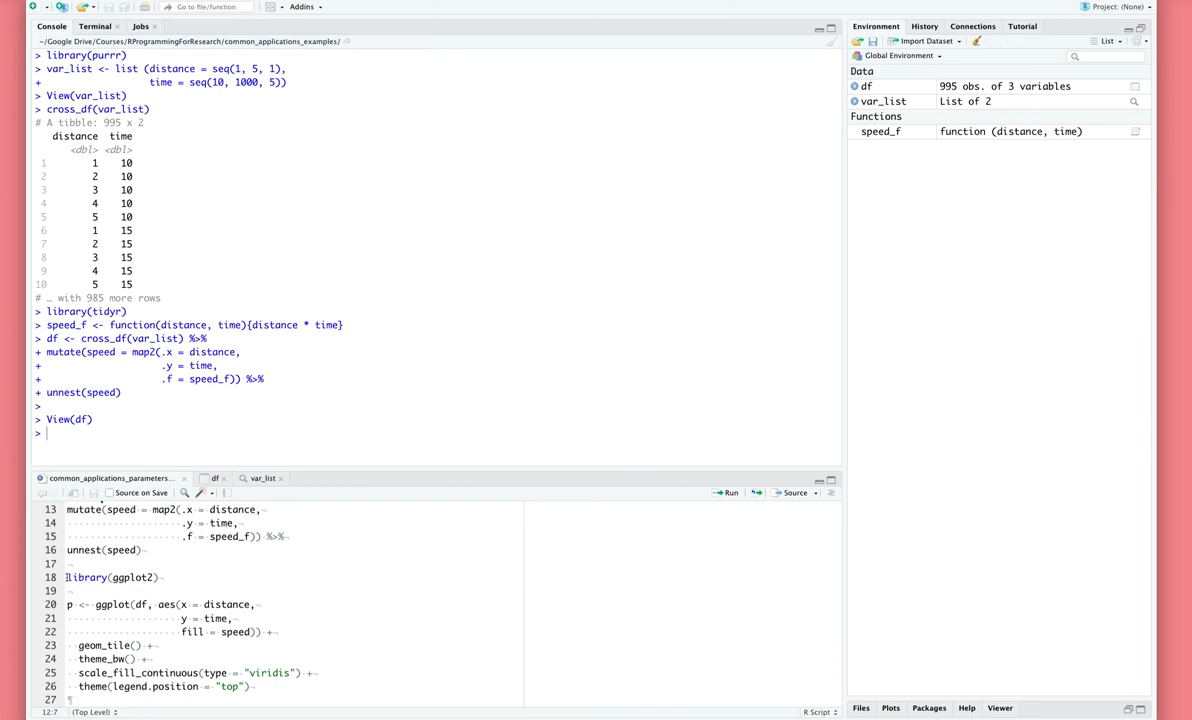 Go to file/function
Addins
Project: (None)
Console
Terminal
Jobs
~/Google Drive/Courses/RProgrammingForResearch/common_applications_examples/
> library(purrr)
> var_list <- list (distance = seq(1, 5, 1),
+ time = seq(10, 1000, 5))
> View(var_list)
> cross_df(var_list)
# A tibble: 995 x 2
distance time
<dbl> <dbl>
1 1 10
2 2 10
3 3 10
4 4 10
5 5 10
6 1 15
7 2 15
8 3 15
9 4 15
10 5 15
# … with 985 more rows
> library(tidyr)
> speed_f <- function(distance, time){distance * time}
> df <- cross_df(var_list) %>%
+ mutate(speed = map2(.x = distance,
+ .y = time,
+ .f = speed_f)) %>%
+ unnest(speed)
>
> View(df)
>
Environment
History
Connections
Tutorial
Import Dataset
List
Global Environment
Data
df 995 obs. of 3 variables
var_list List of 2
Functions
speed_f function (distance, time)
common_applications_parameters...
df
var_list
Source on Save
Run
Source
13 mutate(speed = map2(.x = distance,
14 .y = time,
15 .f = speed_f)) %>%
16 unnest(speed)
17
18 library(ggplot2)
19
20 p <- ggplot(df, aes(x = distance,
21 y = time,
22 fill = speed)) +
23 geom_tile() +
24 theme_bw() +
25 scale_fill_continuous(type = "viridis") +
26 theme(legend.position = "top")
27
12:7
(Top Level)
R Script
Files
Plots
Packages
Help
Viewer